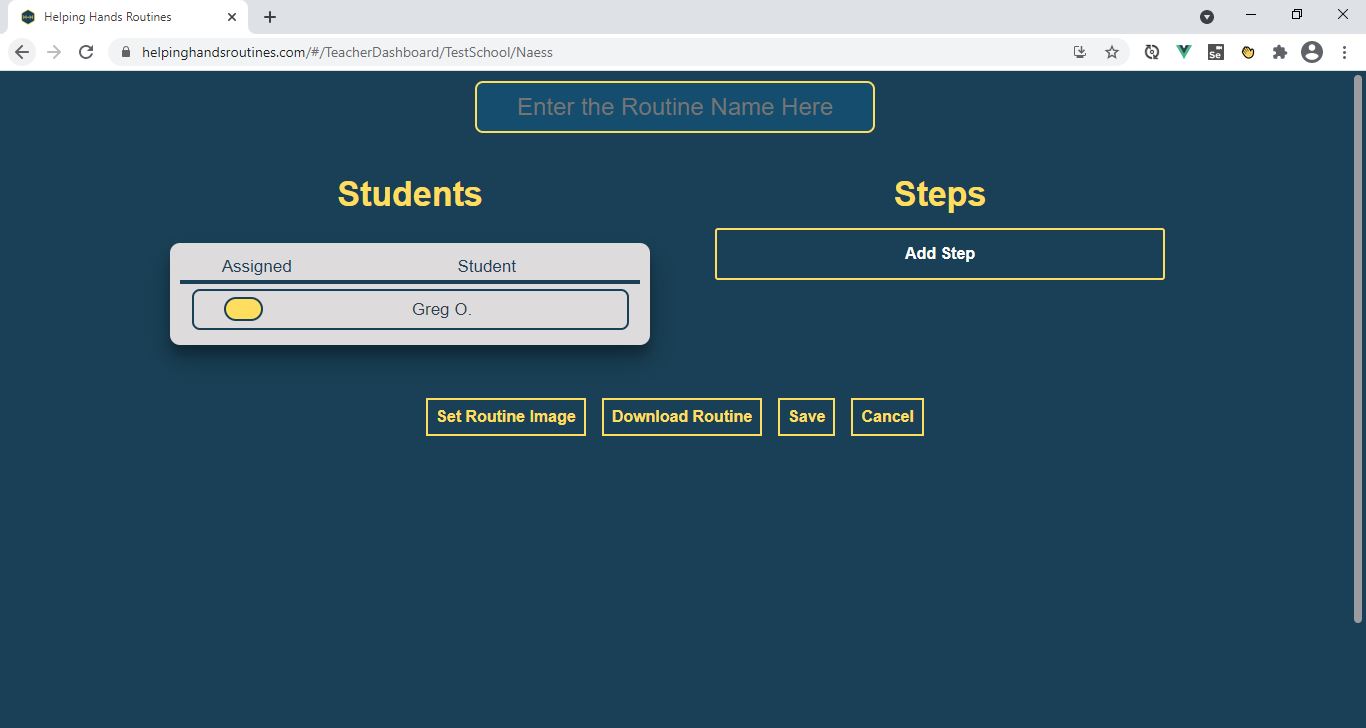 Helping Hands Routines
helpinghandsroutines.com/#/TeacherDashboard/TestSchool/Naess
Se
Enter the Routine Name Here
Students
Steps
Assigned Student
Greg O.
Add Step
Set Routine Image Download Routine Save Cancel